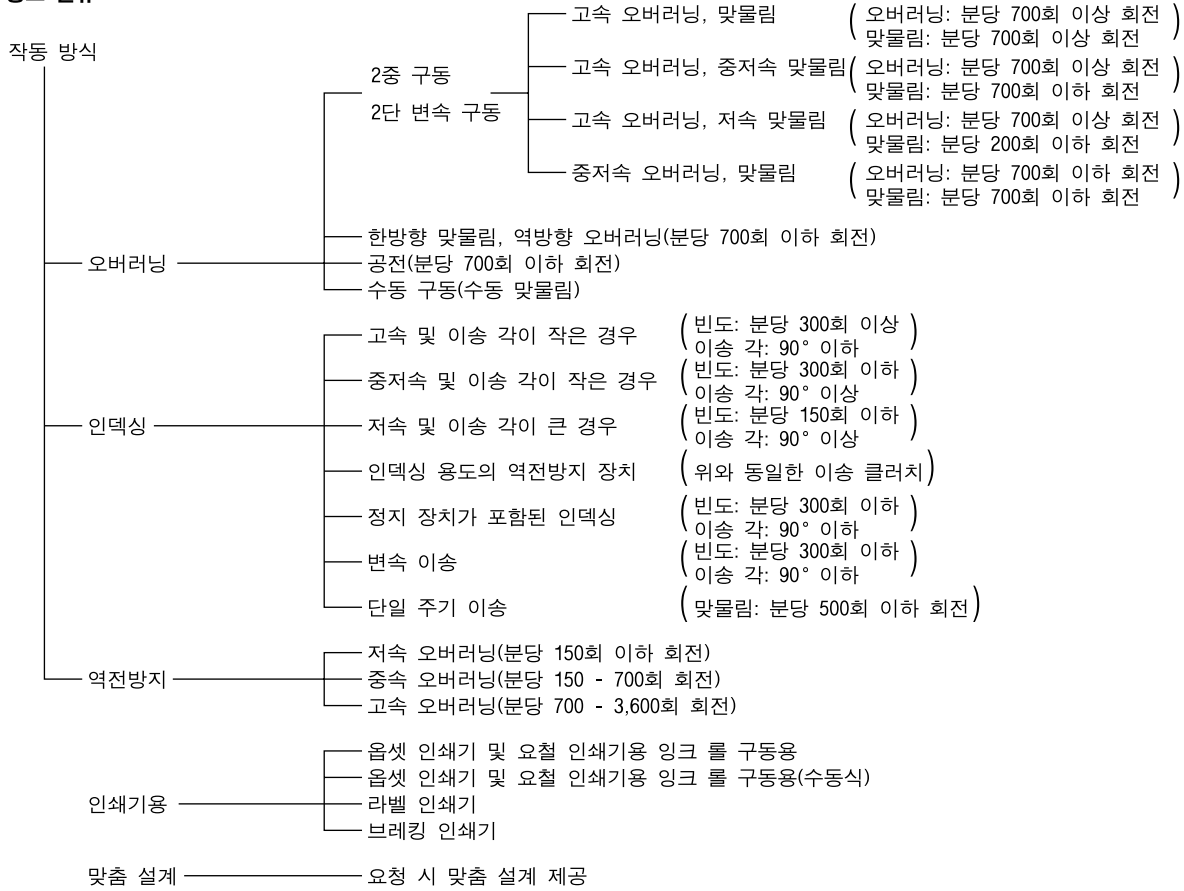 작동 방식
2중 구동
2단 변속 구동
고속 오버러닝, 맞물림 ( 오버러닝: 분당 700회 이상 회전
맞물림: 분당 700회 이상 회전 )
고속 오버러닝, 중저속 맞물림 ( 오버러닝: 분당 700회 이상 회전
맞물림: 분당 700회 이하 회전 )
고속 오버러닝, 저속 맞물림 ( 오버러닝: 분당 700회 이상 회전
맞물림: 분당 200회 이하 회전 )
중저속 오버러닝, 맞물림 ( 오버러닝: 분당 700회 이하 회전
맞물림: 분당 700회 이하 회전 )
오버러닝
한방향 맞물림, 역방향 오버러닝(분당 700회 이하 회전)
공전(분당 700회 이하 회전)
수동 구동(수동 맞물림)
인덱싱
고속 및 이송 각이 작은 경우 ( 빈도: 분당 300회 이상
이송 각: 90° 이하 )
중저속 및 이송 각이 작은 경우 ( 빈도: 분당 300회 이하
이송 각: 90° 이상 )
저속 및 이송 각이 큰 경우 ( 빈도: 분당 150회 이하
이송 각: 90° 이상 )
인덱싱 용도의 역전방지 장치 ( 위와 동일한 이송 클러치 )
정지 장치가 포함된 인덱싱 ( 빈도: 분당 300회 이하
이송 각: 90° 이하 )
변속 이송 ( 빈도: 분당 300회 이하
이송 각: 90° 이하 )
단일 주기 이송 ( 맞물림: 분당 500회 이하 회전 )
역전방지
저속 오버러닝(분당 150회 이하 회전)
중속 오버러닝(분당 150 - 700회 회전)
고속 오버러닝(분당 700 - 3,600회 회전)
인쇄기용
옵셋 인쇄기 및 요철 인쇄기용 잉크 롤 구동용
옵셋 인쇄기 및 요철 인쇄기용 잉크 롤 구동용(수동식)
라벨 인쇄기
브레킹 인쇄기
맞춤 설계
요청 시 맞춤 설계 제공